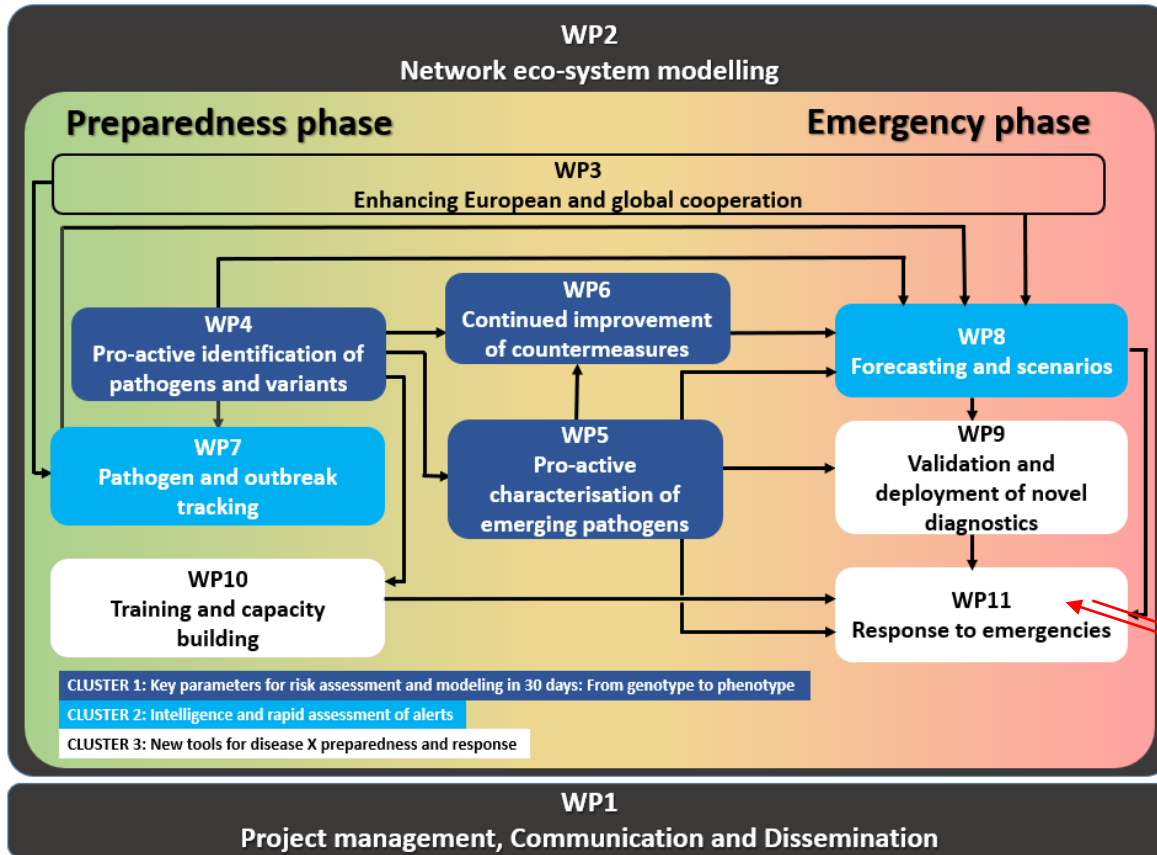 WP2
Network eco-system modelling
Preparedness phase
Emergency phase
WP3
Enhancing European and global cooperation
WP4
Pro-active identification of
pathogens and variants
WP6
Continued improvement
of countermeasures
WP8
Forecasting and scenarios
WP7
Pathogen and outbreak
tracking
WP5
Pro-active
characterisation of
emerging pathogens
WP9
Validation and
deployment of novel
diagnostics
WP10
Training and capacity
building
WP11
Response to emergencies
CLUSTER 1: Key parameters for risk assessment and modeling in 30 days: From genotype to phenotype
CLUSTER 2: Intelligence and rapid assessment of alerts
CLUSTER 3: New tools for disease X preparedness and response
WP1
Project management, Communication and Dissemination